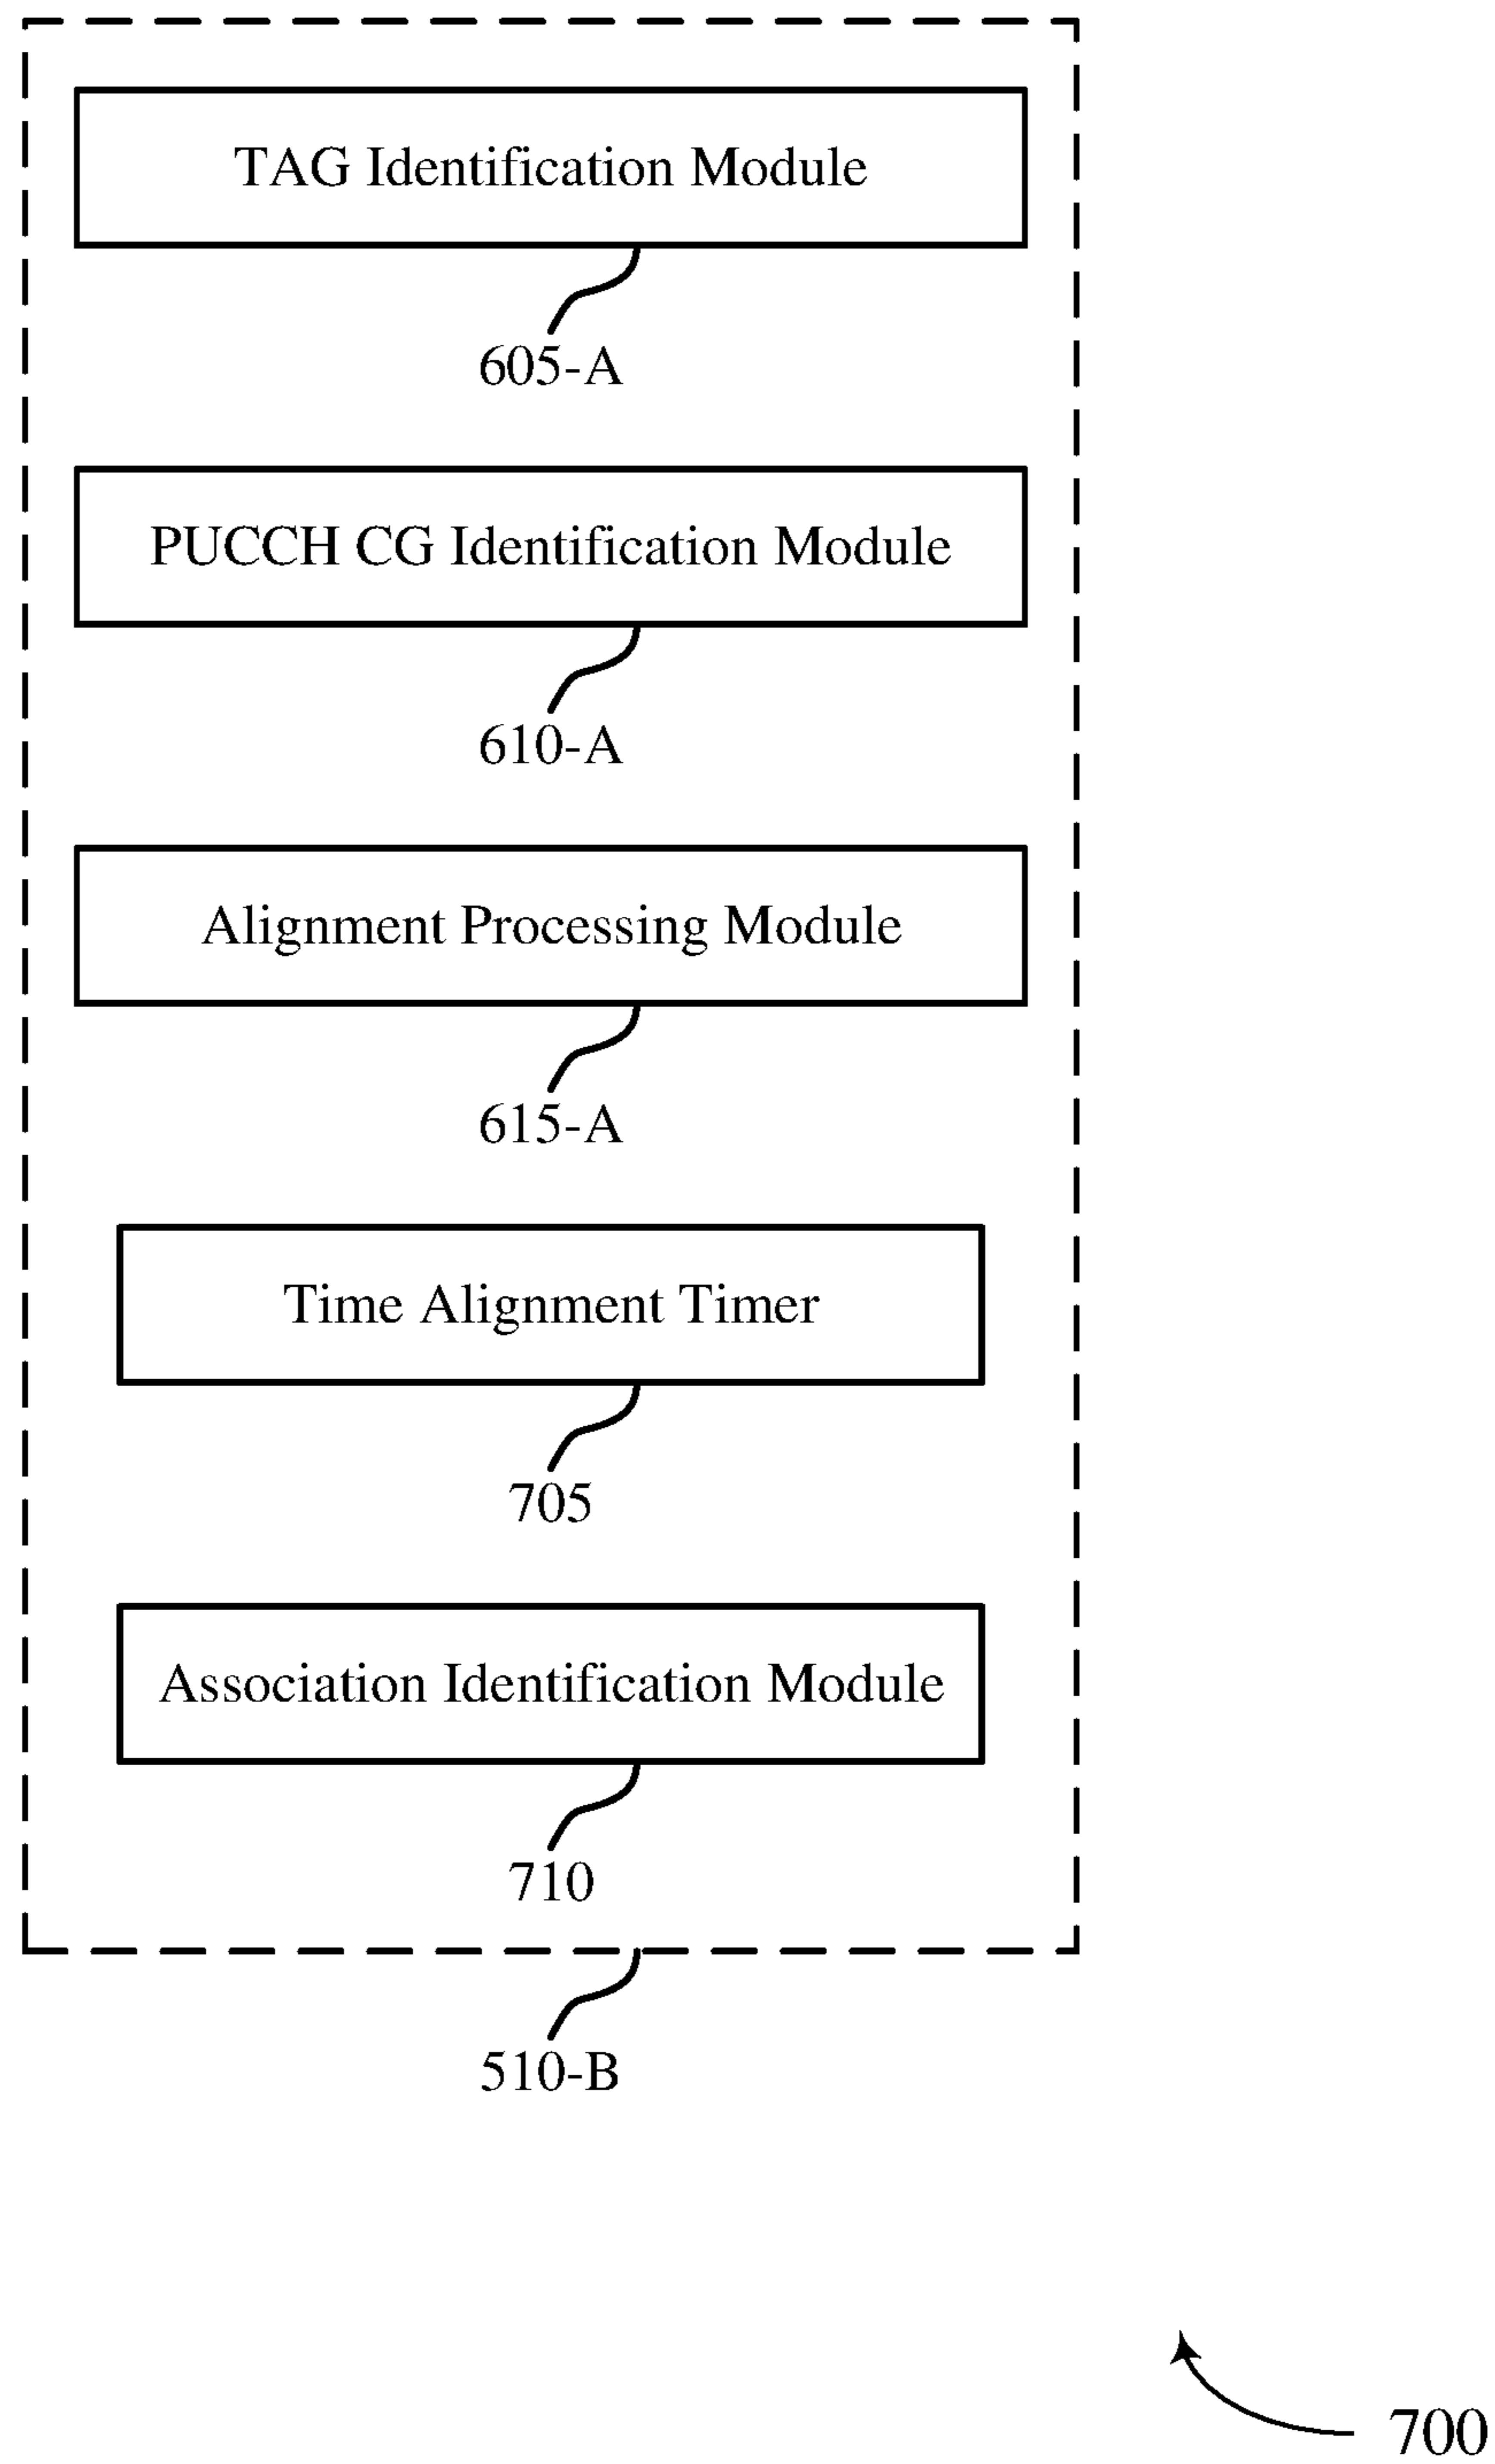 TAG Identification Module
605-A
PUCCH CG Identification Module
610-A
Alignment Processing Module
615-A
Time Alignment Timer
705
Association Identification Module
710
510-B
700